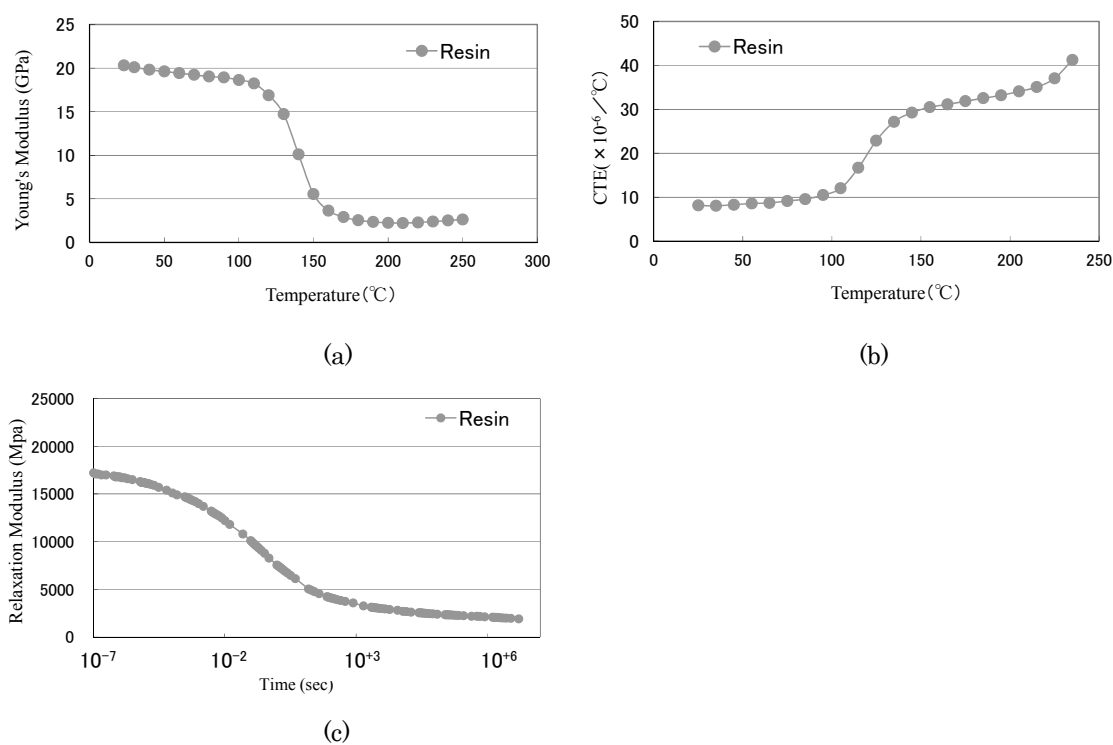 25
20
15
10
5
0
Young's Modulus (GPa)
Resin
0 50 100 150 200 250 300
Temperature(℃)
(a)
50
40
30
20
10
0
CTE(×10⁻⁶/℃)
Resin
0 50 100 150 200 250
Temperature(℃)
(b)
25000
20000
15000
10000
5000
0
Relaxation Modulus (Mpa)
Resin
10⁻⁷ 10⁻² 10⁺³ 10⁺⁶
Time (sec)
(c)